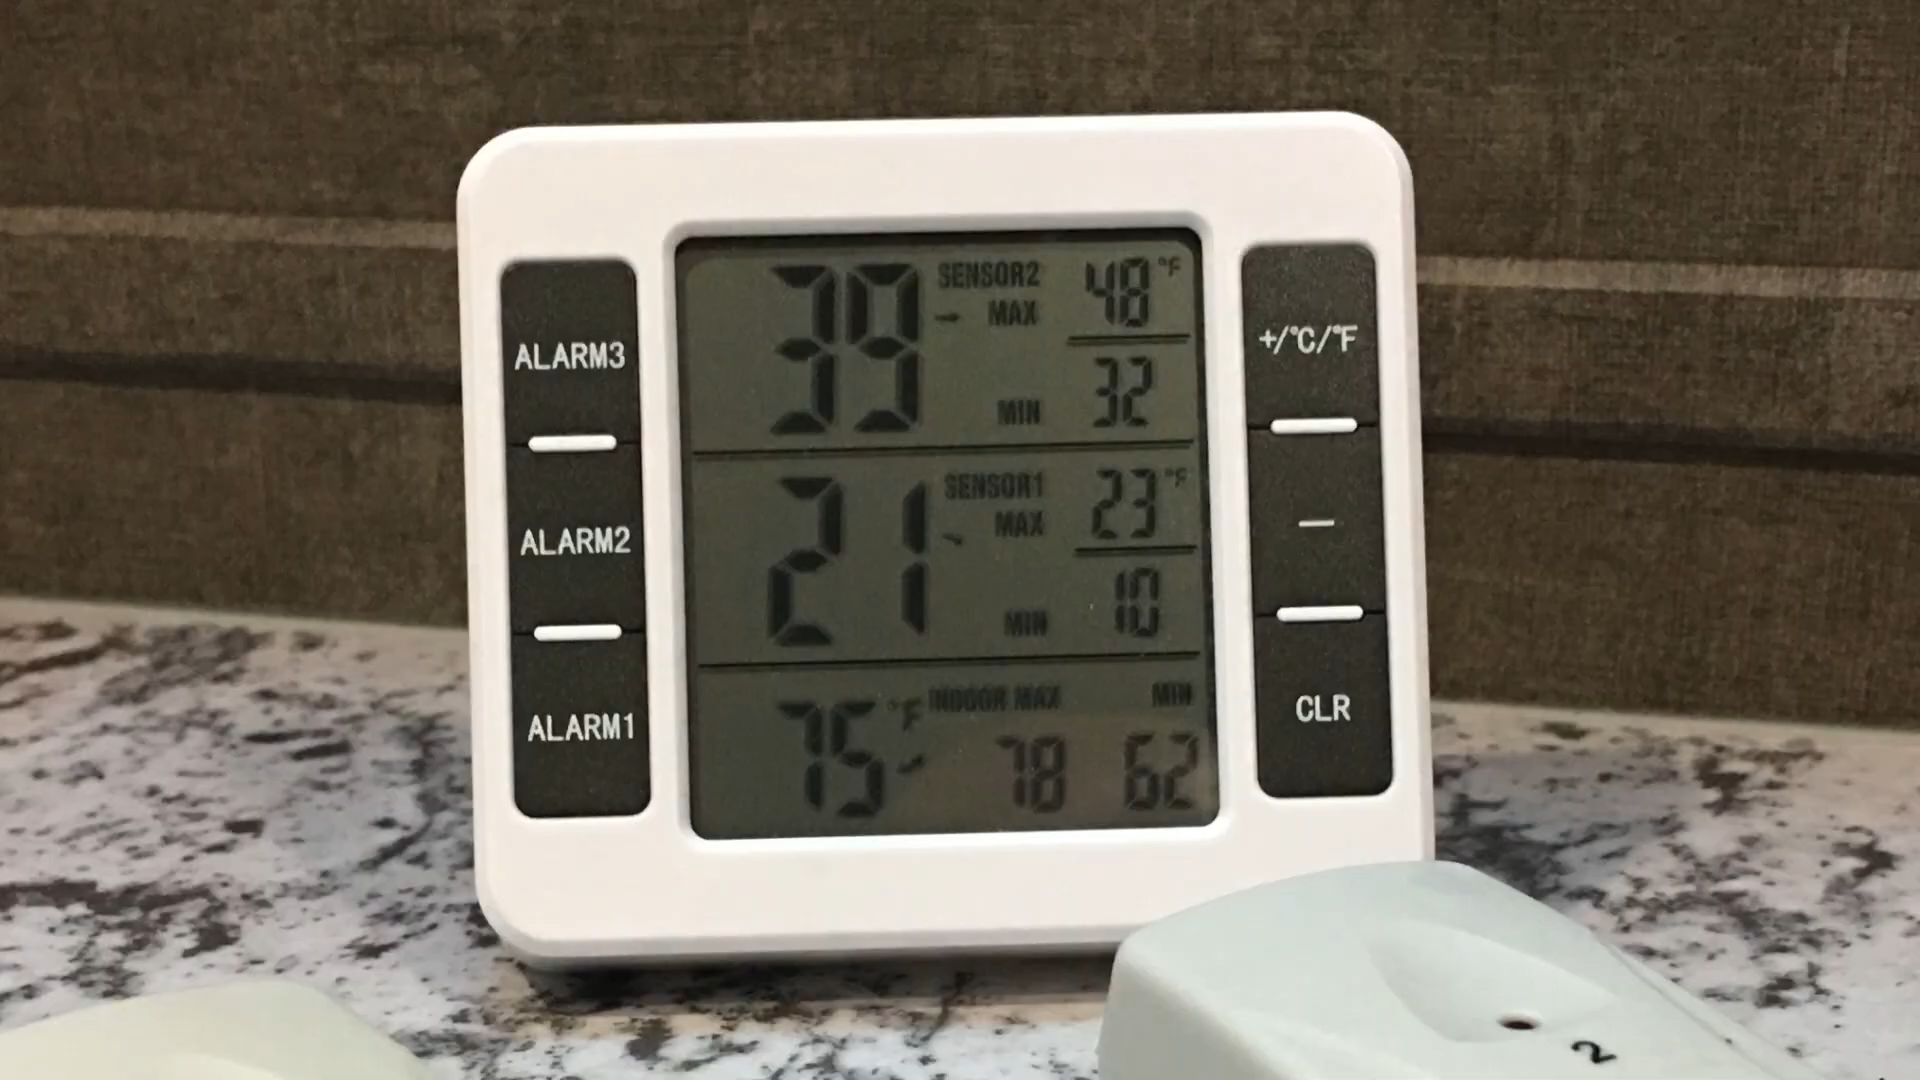 ALARM3
ALARM2
ALARM1
39 SENSOR2 48 °F
MAX
MIN 32
21 SENSOR1 23 °F
MAX
MIN 10
75 °F INDOOR MAX MIN
78 62
+/°C/°F
—
CLR
2